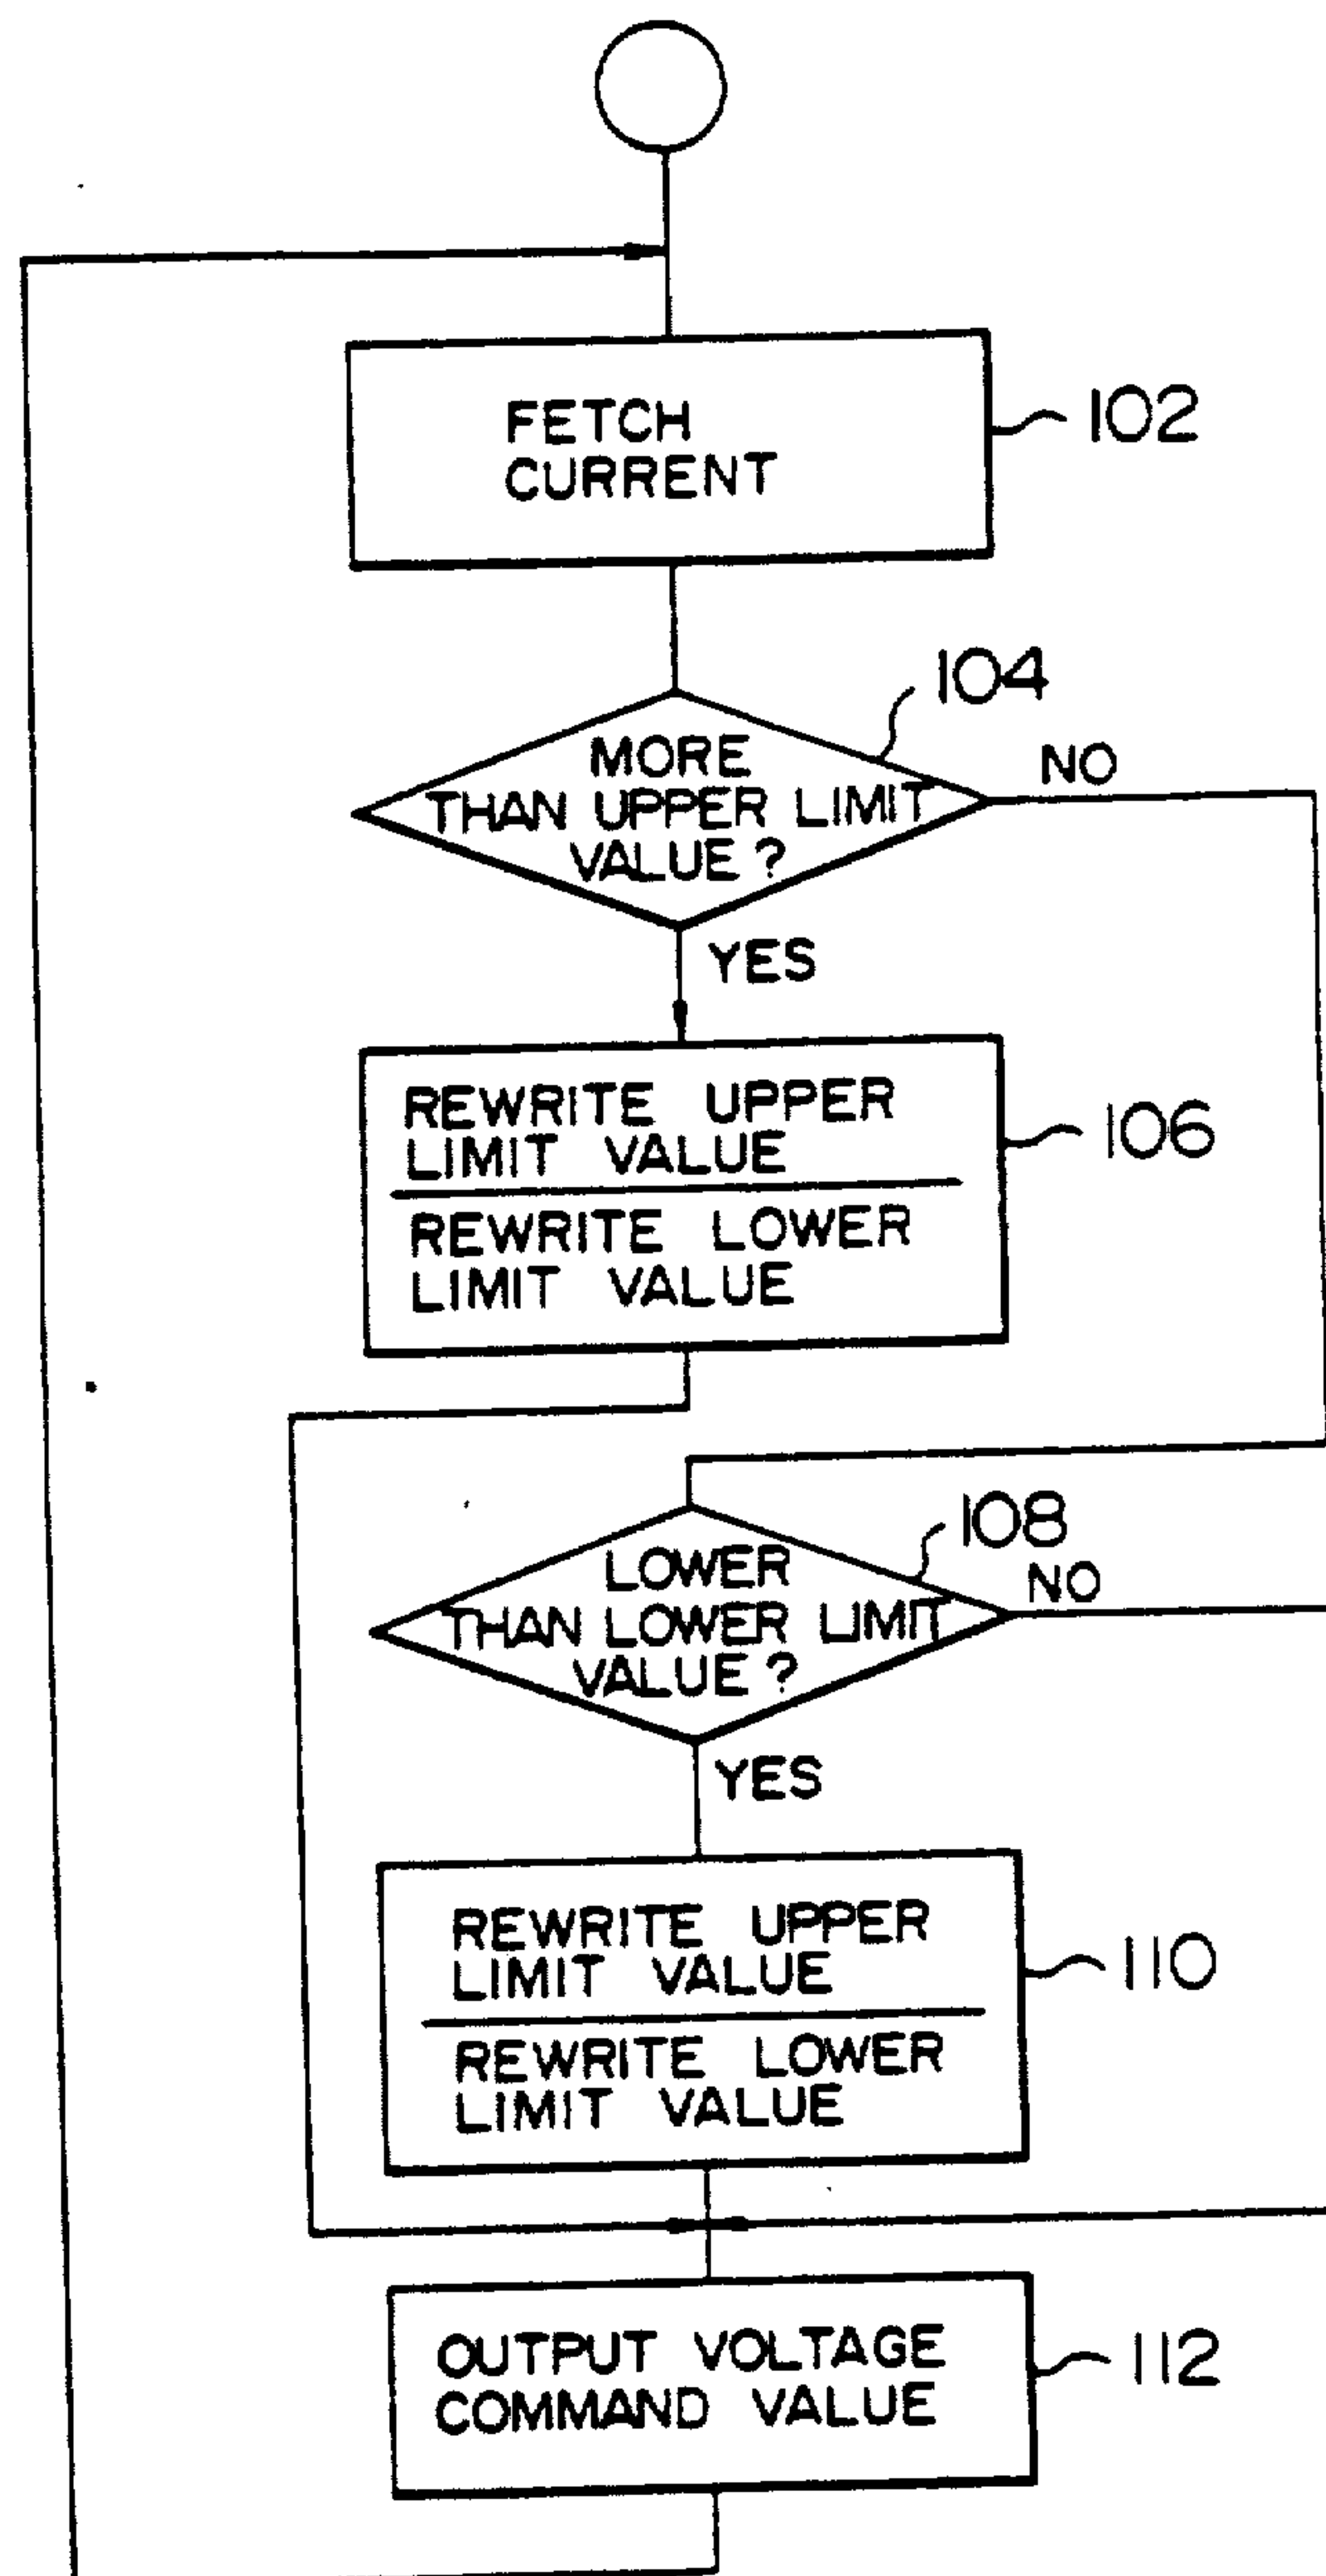 FETCH
CURRENT
102
104
MORE
THAN UPPER LIMIT
VALUE?
NO
YES
REWRITE UPPER
LIMIT VALUE
REWRITE LOWER
LIMIT VALUE
106
108
LOWER
THAN LOWER LIMIT
VALUE?
NO
YES
REWRITE UPPER
LIMIT VALUE
REWRITE LOWER
LIMIT VALUE
110
OUTPUT VOLTAGE
COMMAND VALUE
112